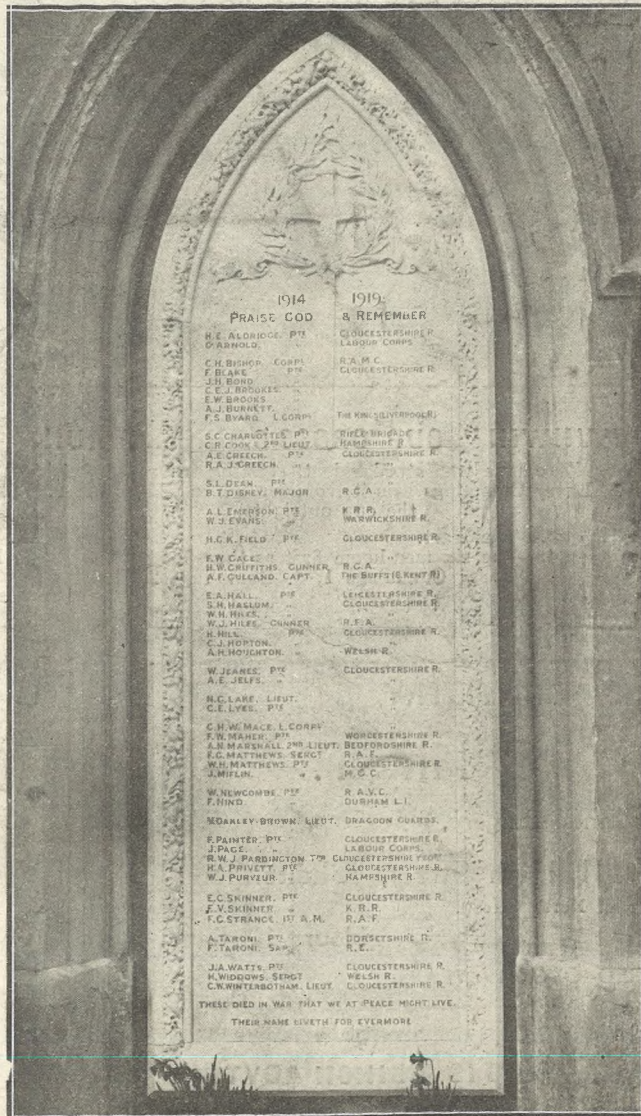 1914 1919.
PRAISE GOD & REMEMBER
H.E. ALDRIDGE. PTE GLOUCESTERSHIRE R.
D. ARNOLD. " LABOUR CORPS
C.H. BISHOP. CORPL R.A.M.C.
F. BLAKE PTE GLOUCESTERSHIRE R.
J.H. BOND
C.E.J. BROOKES
E.W. BROOKS
A.J. BURNETT.
F.S. BYARD. L. CORPL THE KINGS (LIVERPOOL R)
S.C. CHARLOTTES. PTE RIFLE BRIGADE
C.R. COOK 2ND LIEUT. HAMPSHIRE R.
A.E. CREECH. PTE GLOUCESTERSHIRE R.
R.A.J. CREECH. "
S.L. DEAN. PTE
B.T. DISNEY. MAJOR R.G.A.
A.L. EMERSON. PTE K.R.R.
W.J. EVANS. " WARWICKSHIRE R.
H.G.K. FIELD PTE GLOUCESTERSHIRE R.
F.W. GALE. "
H.W. GRIFFITHS. GUNNER R.G.A.
A.F. GULLAND. CAPT. THE BUFFS (E. KENT R)
E.A. HALL. PTE LEICESTERSHIRE R.
S.H. HASLUM. " GLOUCESTERSHIRE R.
W.H. HILES. "
W.J. HILES GUNNER R.F.A.
H. HILL. PTE GLOUCESTERSHIRE R.
C.J. HOPTON. "
A.H. HOUGHTON. " WELSH R.
W. JEANES. PTE GLOUCESTERSHIRE R.
A.E. JELFS. "
N.G. LAKE. LIEUT.
C.E. LYES. PTE
C.H.W. MACE. L. CORPL
F.W. MAHER. PTE WORCESTERSHIRE R.
A.N. MARSHALL. 2ND LIEUT. BEDFORDSHIRE R.
F.G. MATTHEWS. SERGT R.A.F.
W.H. MATTHEWS. PTE GLOUCESTERSHIRE R.
J. MIFLIN. " M.G.C.
W. NEWCOMBE. PTE R.A.V.C.
F. HIND. " DURHAM L.I.
OAKLEY-BROWN. LIEUT. DRAGOON GUARDS.
F. PAINTER. PTE GLOUCESTERSHIRE R.
J. PAGE. " LABOUR CORPS.
R.W.J. PARDINGTON TPR GLOUCESTERSHIRE YEOY
H.A. PRIVETT. PTE GLOUCESTERSHIRE R.
W.J. PURVEUR. " HAMPSHIRE R.
E.C. SKINNER. PTE GLOUCESTERSHIRE R.
F.V. SKINNER " K.R.R.
F.G. STRANGE. 1ST A.M. R.A.F.
A. TARONI. PTE DORSETSHIRE R.
F. TARONI. SAPR R.E.
J.A. WATTS. PTE GLOUCESTERSHIRE R.
H. WIDDOWS. SERGT WELSH R.
C.W. WINTERBOTHAM. LIEUT. GLOUCESTERSHIRE R.
THESE DIED IN WAR THAT WE AT PEACE MIGHT LIVE.
THEIR NAME LIVETH FOR EVERMORE